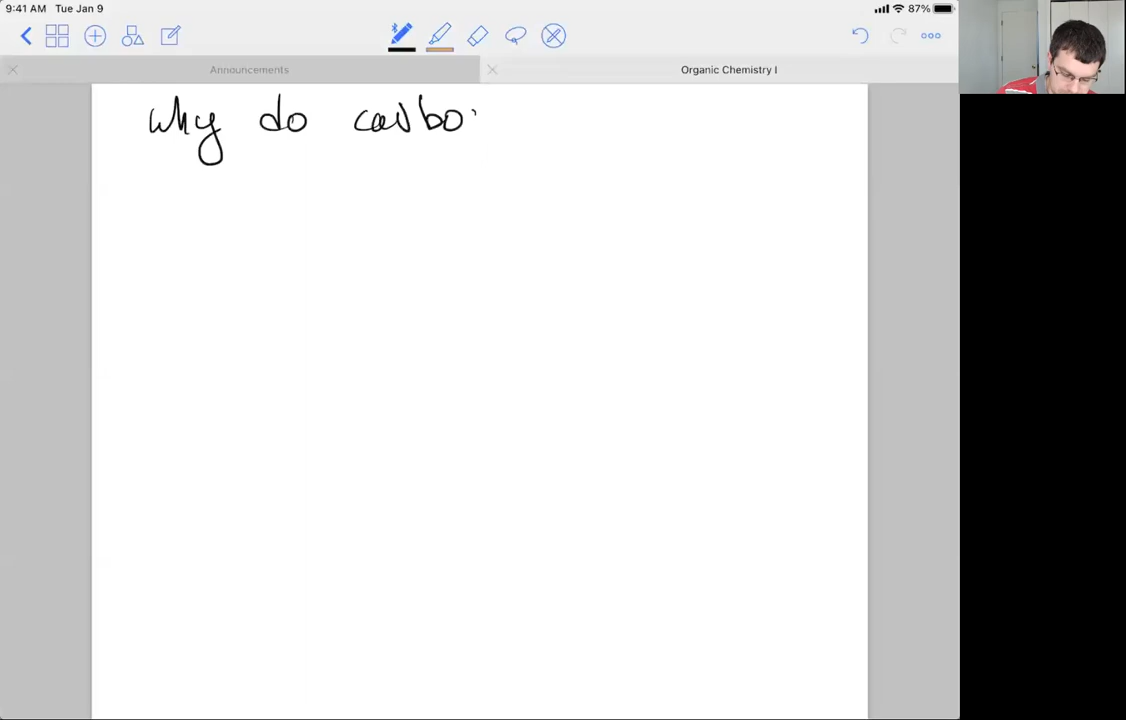 9:41 AM Tue Jan 9 87%
Announcements Organic Chemistry I
why do carbo